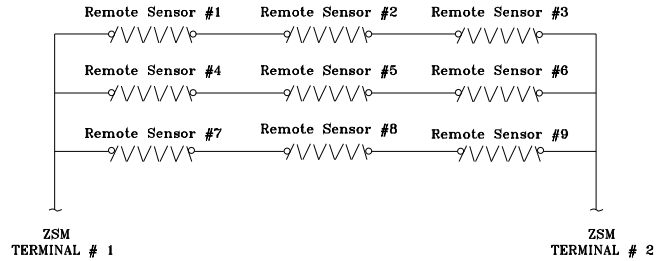 Remote Sensor #1 Remote Sensor #2 Remote Sensor #3
Remote Sensor #4 Remote Sensor #5 Remote Sensor #6
Remote Sensor #7 Remote Sensor #8 Remote Sensor #9
ZSM ZSM
TERMINAL # 1 TERMINAL # 2